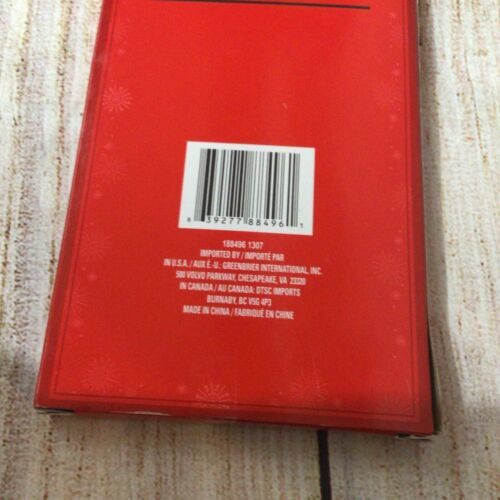 6 39277 88496 1
188496 1307
IMPORTED BY / IMPORTÉ PAR
IN U.S.A. / AUX É.-U.: GREENBRIER INTERNATIONAL, INC.
500 VOLVO PARKWAY, CHESAPEAKE, VA 23320
IN CANADA / AU CANADA: DTSC IMPORTS
BURNABY, BC V5G 4P3
MADE IN CHINA / FABRIQUÉ EN CHINE